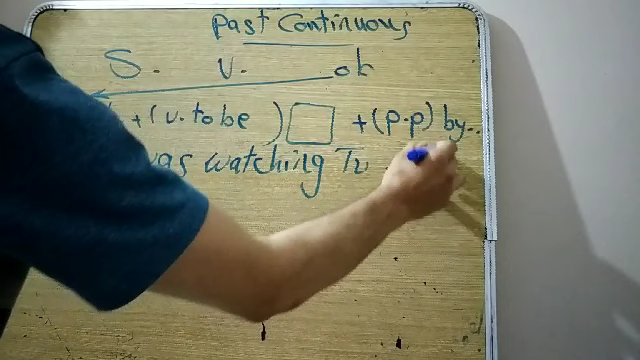 Past Continuous
S. V. ob
+ (v. to be ) + (p.p) by..
was watching Tv